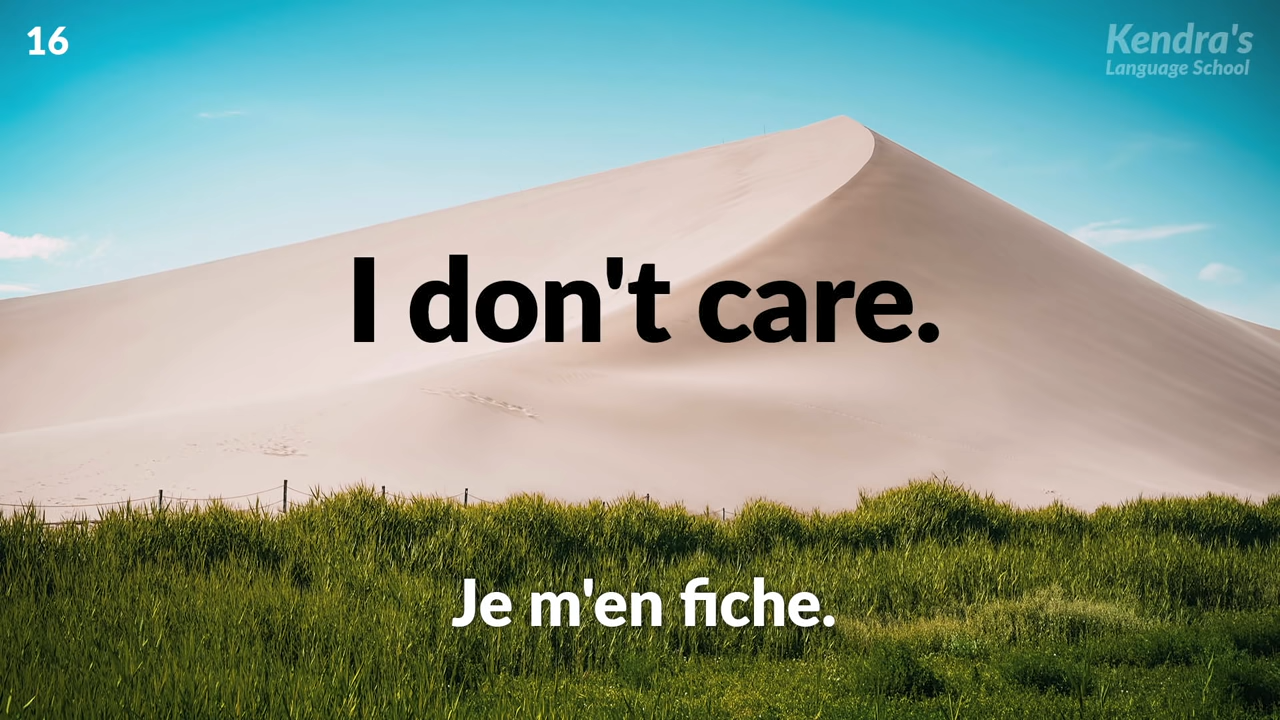 16
Kendra's
Language School
I don't care.
Je m'en fiche.